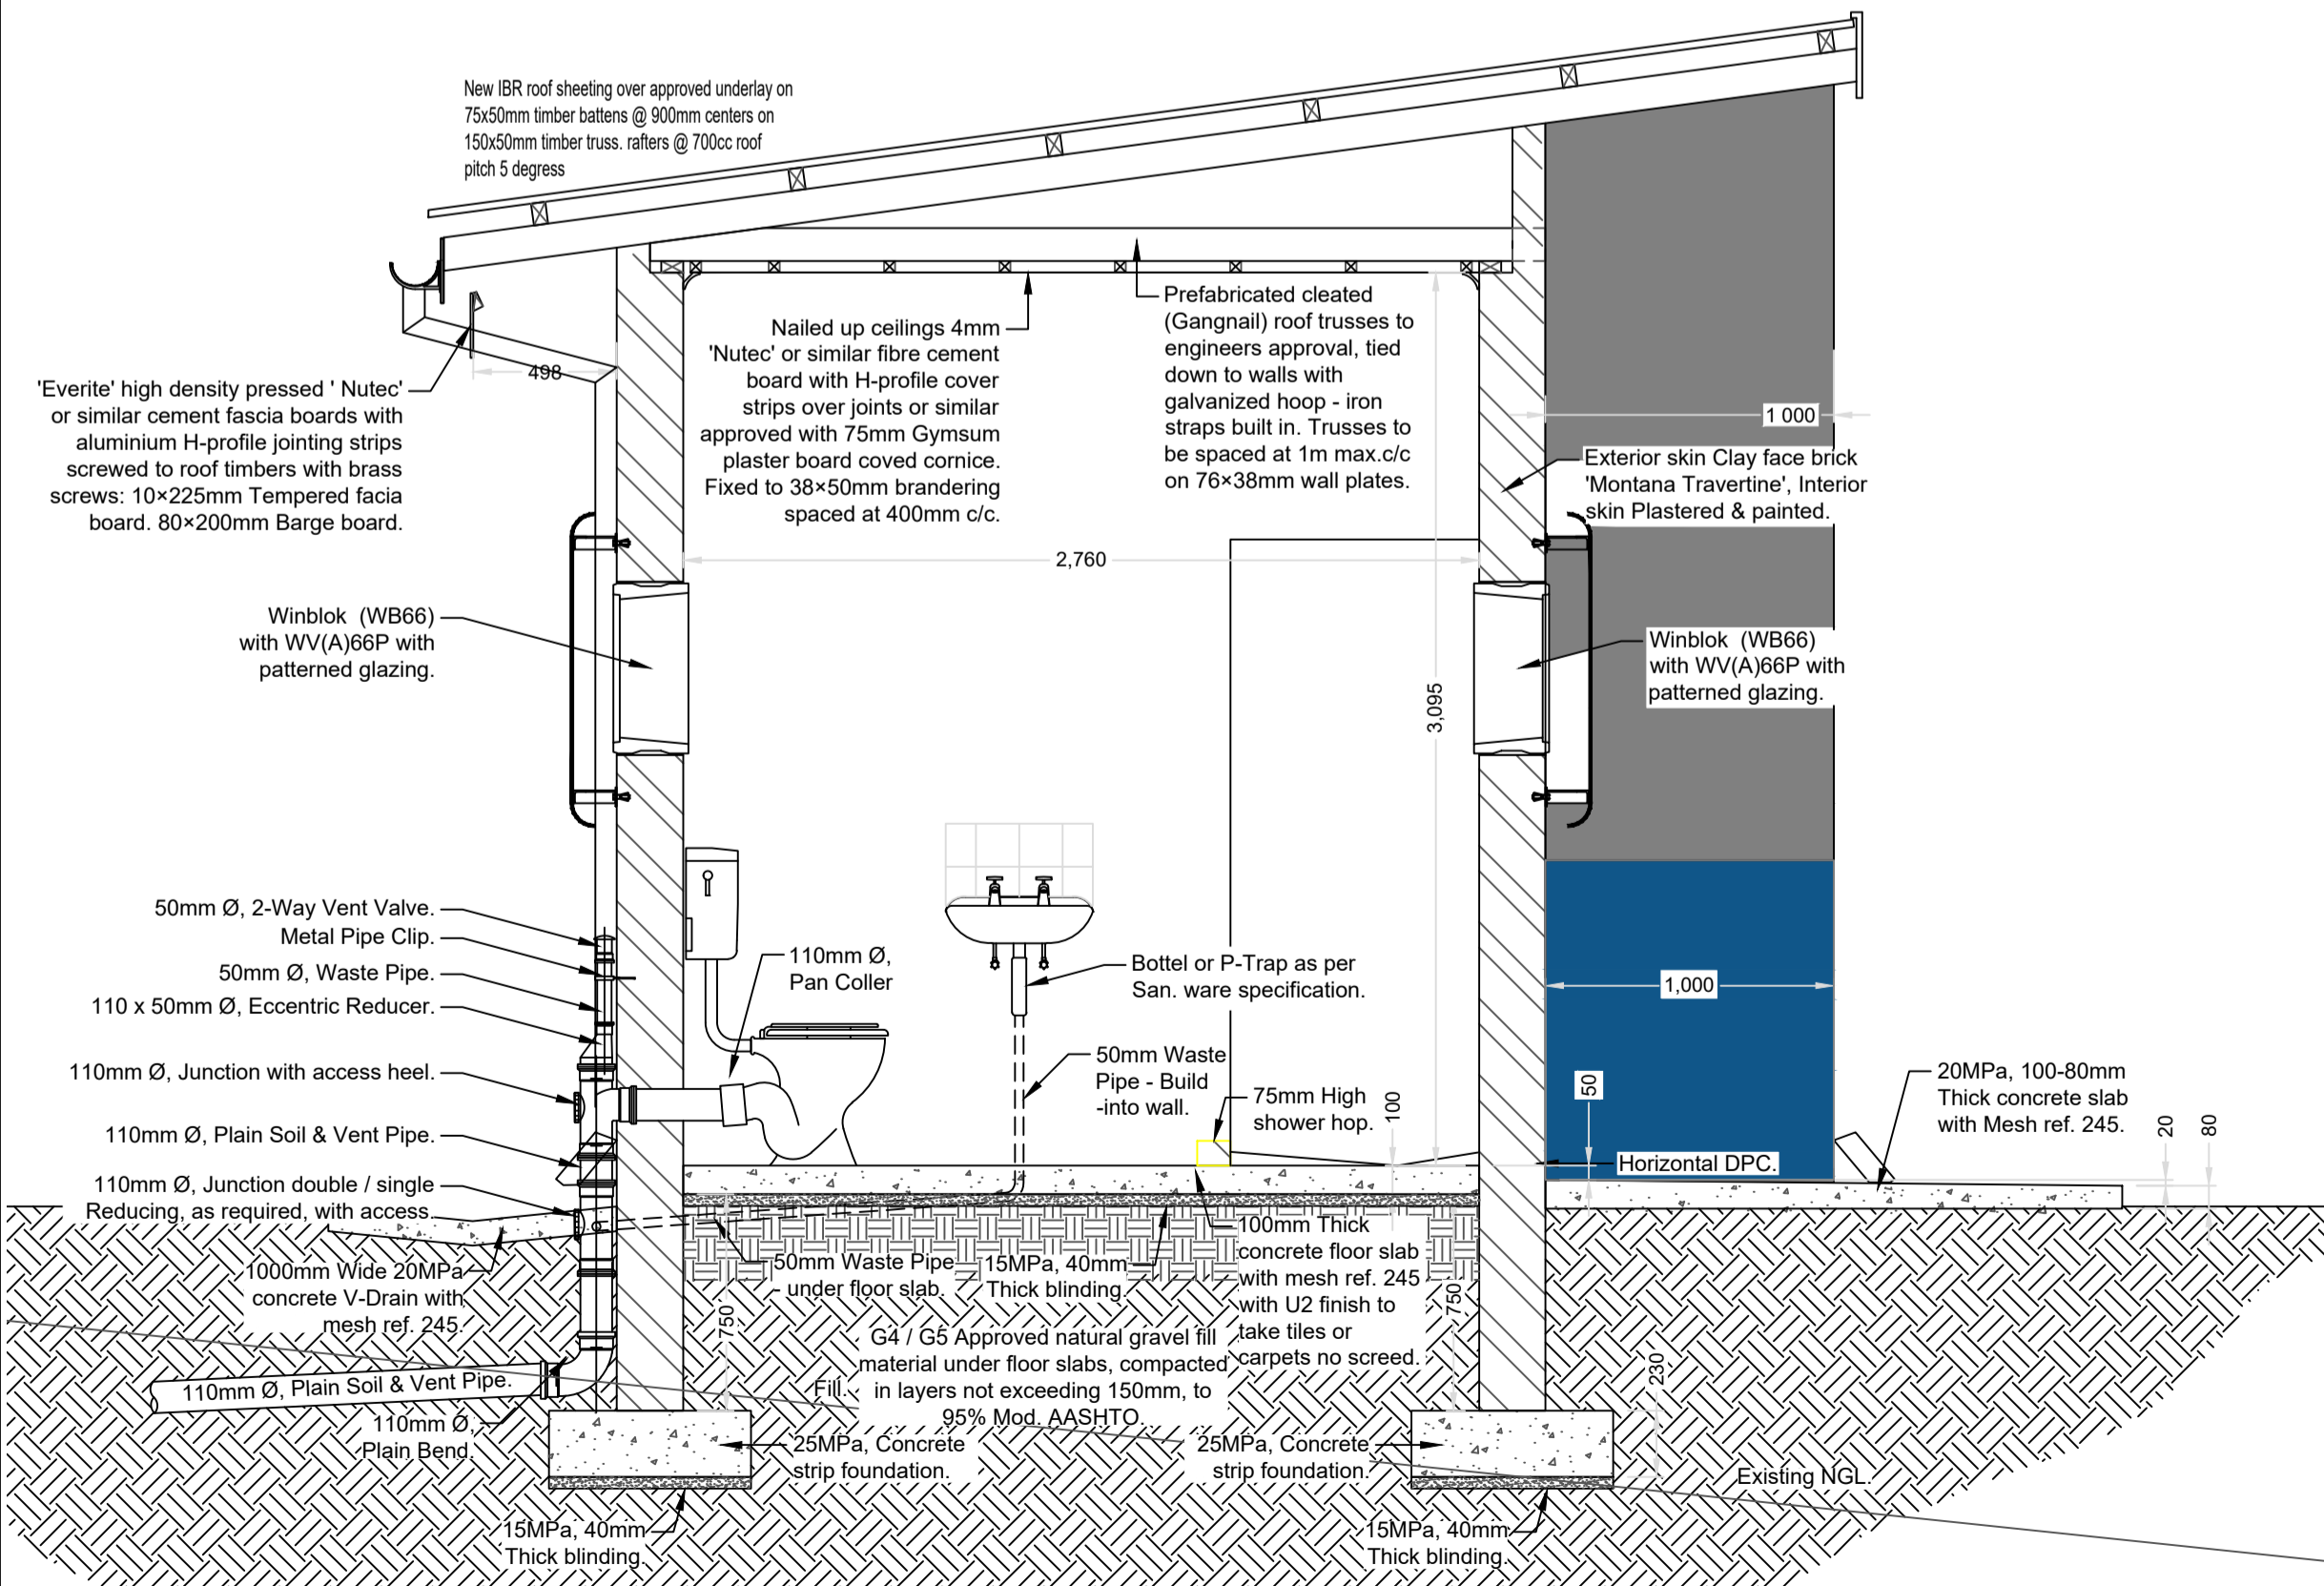 New IBR roof sheeting over approved underlay on
75x50mm timber battens @ 900mm centers on
150x50mm timber truss. rafters @ 700cc roof
pitch 5 degress
'Everite' high density pressed ' Nutec'
or similar cement fascia boards with
aluminium H-profile jointing strips
screwed to roof timbers with brass
screws: 10×225mm Tempered facia
board. 80×200mm Barge board.
498
Nailed up ceilings 4mm
'Nutec' or similar fibre cement
board with H-profile cover
strips over joints or similar
approved with 75mm Gymsum
plaster board coved cornice.
Fixed to 38×50mm brandering
spaced at 400mm c/c.
Prefabricated cleated
(Gangnail) roof trusses to
engineers approval, tied
down to walls with
galvanized hoop - iron
straps built in. Trusses to
be spaced at 1m max.c/c
on 76×38mm wall plates.
1 000
Exterior skin Clay face brick
'Montana Travertine', Interior
skin Plastered & painted.
2,760
3,095
Winblok (WB66)
with WV(A)66P with
patterned glazing.
Winblok (WB66)
with WV(A)66P with
patterned glazing.
50mm Ø, 2-Way Vent Valve.
Metal Pipe Clip.
50mm Ø, Waste Pipe.
110 x 50mm Ø, Eccentric Reducer.
110mm Ø, Junction with access heel.
110mm Ø, Plain Soil & Vent Pipe.
110mm Ø, Junction double / single
Reducing, as required, with access.
1000mm Wide 20MPa
concrete V-Drain with
mesh ref. 245.
110mm Ø, Plain Soil & Vent Pipe.
110mm Ø,
Plain Bend.
110mm Ø,
Pan Coller
Bottel or P-Trap as per
San. ware specification.
50mm Waste
Pipe - Build
-into wall.
75mm High
shower hop.
100
1,000
50
20MPa, 100-80mm
Thick concrete slab
with Mesh ref. 245.
20
80
Horizontal DPC.
50mm Waste Pipe
- under floor slab.
15MPa, 40mm
Thick blinding.
100mm Thick
concrete floor slab
with mesh ref. 245
with U2 finish to
take tiles or
carpets no screed.
750
750
230
G4 / G5 Approved natural gravel fill
material under floor slabs, compacted
in layers not exceeding 150mm, to
95% Mod. AASHTO.
Fill.
25MPa, Concrete
strip foundation.
25MPa, Concrete
strip foundation.
Existing NGL.
15MPa, 40mm
Thick blinding.
15MPa, 40mm
Thick blinding.